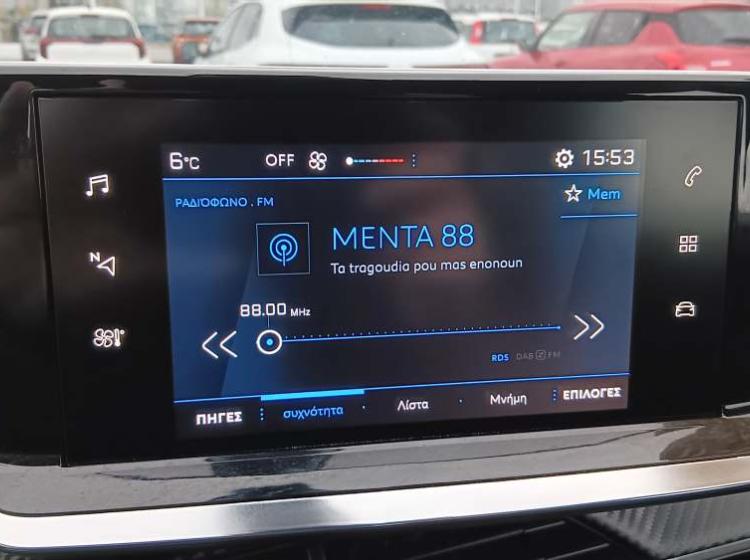 6°C OFF 15:53
ΡΑΔΙΌΦΩΝΟ . FM
Mem
MENTA 88
Ta tragoudia pou mas enonoun
88.00 MHz
N
RDS DAB FM
ΠΗΓΕΣ συχνότητα Λίστα Μνήμη ΕΠΙΛΟΓΕΣ